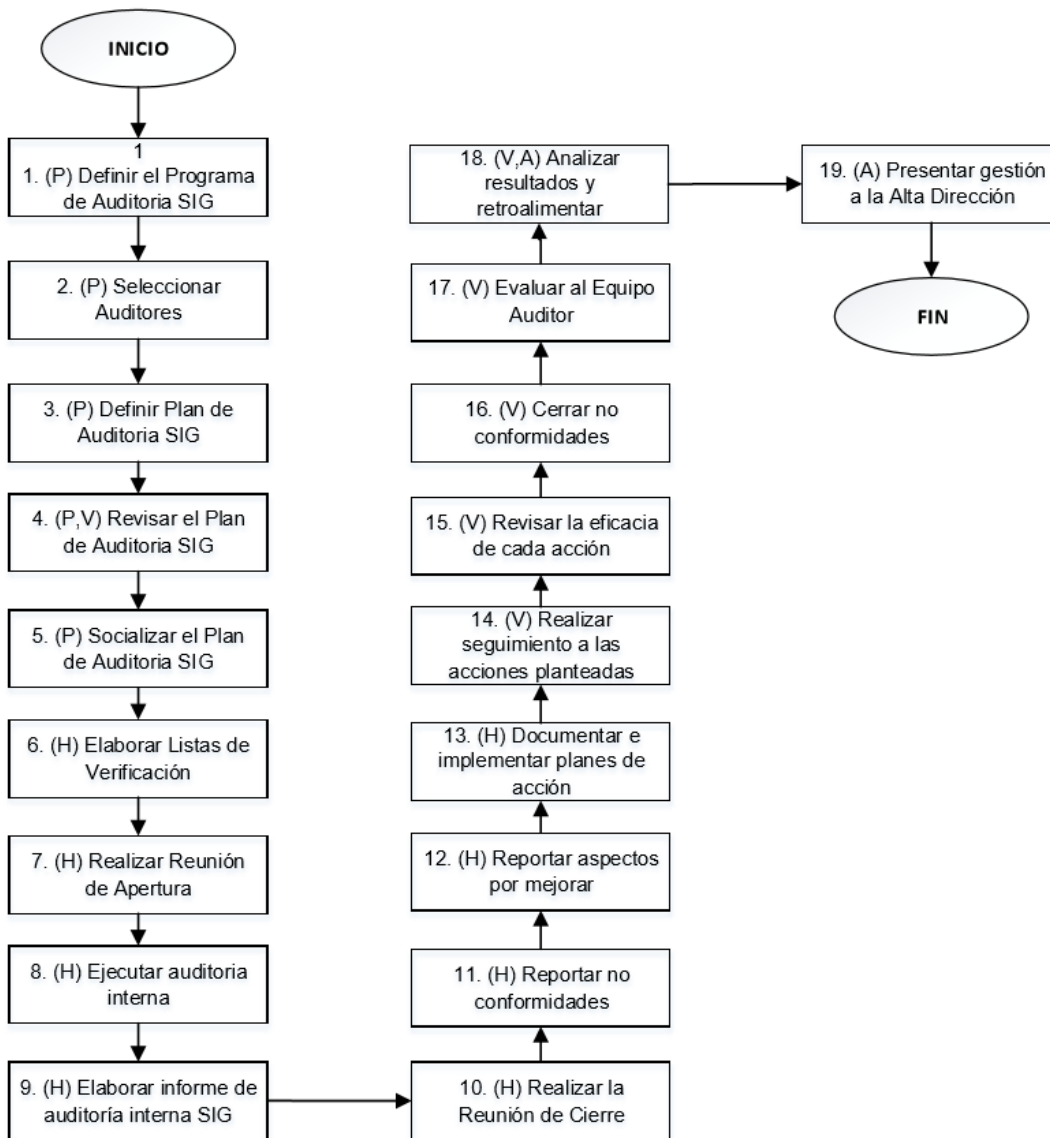 INICIO
1
1. (P) Definir el Programa
de Auditoria SIG
2. (P) Seleccionar
Auditores
3. (P) Definir Plan de
Auditoria SIG
4. (P,V) Revisar el Plan
de Auditoria SIG
5. (P) Socializar el Plan
de Auditoria SIG
6. (H) Elaborar Listas de
Verificación
7. (H) Realizar Reunión
de Apertura
8. (H) Ejecutar auditoria
interna
9. (H) Elaborar informe de
auditoría interna SIG
10. (H) Realizar la
Reunión de Cierre
11. (H) Reportar no
conformidades
12. (H) Reportar aspectos
por mejorar
13. (H) Documentar e
implementar planes de
acción
14. (V) Realizar
seguimiento a las
acciones planteadas
15. (V) Revisar la eficacia
de cada acción
16. (V) Cerrar no
conformidades
17. (V) Evaluar al Equipo
Auditor
18. (V,A) Analizar
resultados y
retroalimentar
19. (A) Presentar gestión
a la Alta Dirección
FIN